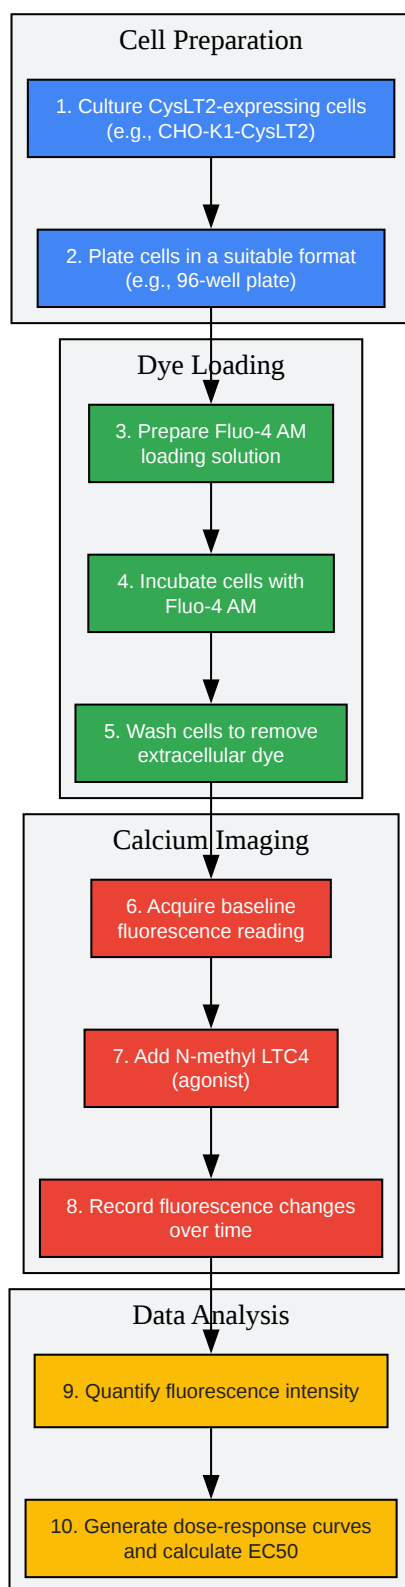 Cell Preparation
1. Culture CysLT2-expressing cells
(e.g., CHO-K1-CysLT2)
2. Plate cells in a suitable format
(e.g., 96-well plate)
Dye Loading
3. Prepare Fluo-4 AM
loading solution
4. Incubate cells with
Fluo-4 AM
5. Wash cells to remove
extracellular dye
Calcium Imaging
6. Acquire baseline
fluorescence reading
7. Add N-methyl LTC4
(agonist)
8. Record fluorescence changes
over time
Data Analysis
9. Quantify fluorescence intensity
10. Generate dose-response curves
and calculate EC50